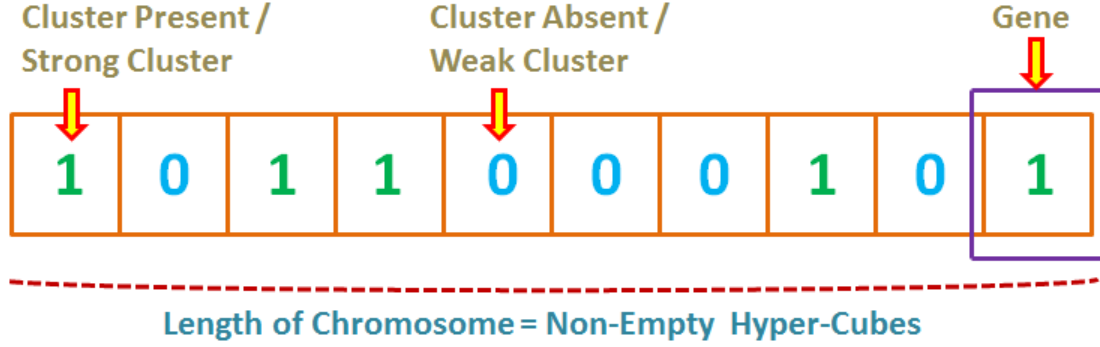 Cluster Present /
Strong Cluster
Cluster Absent /
Weak Cluster
Gene
1 0 1 1 0 0 0 1 0 1
Length of Chromosome = Non-Empty Hyper-Cubes